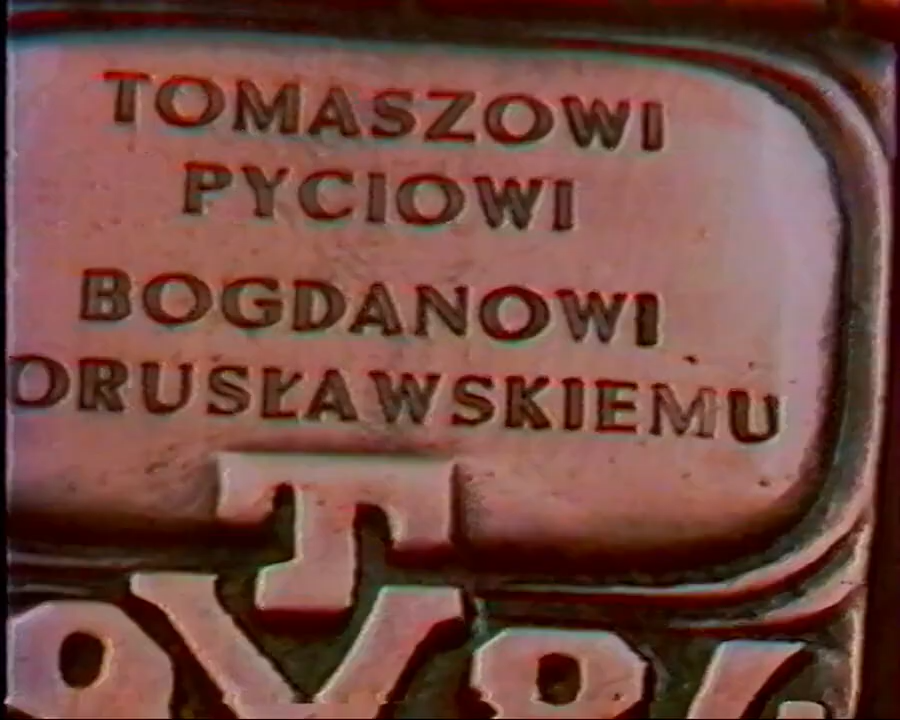 TOMASZOWI
PYCIOWI
BOGDANOWI
ORUSŁAWSKIEMU
T